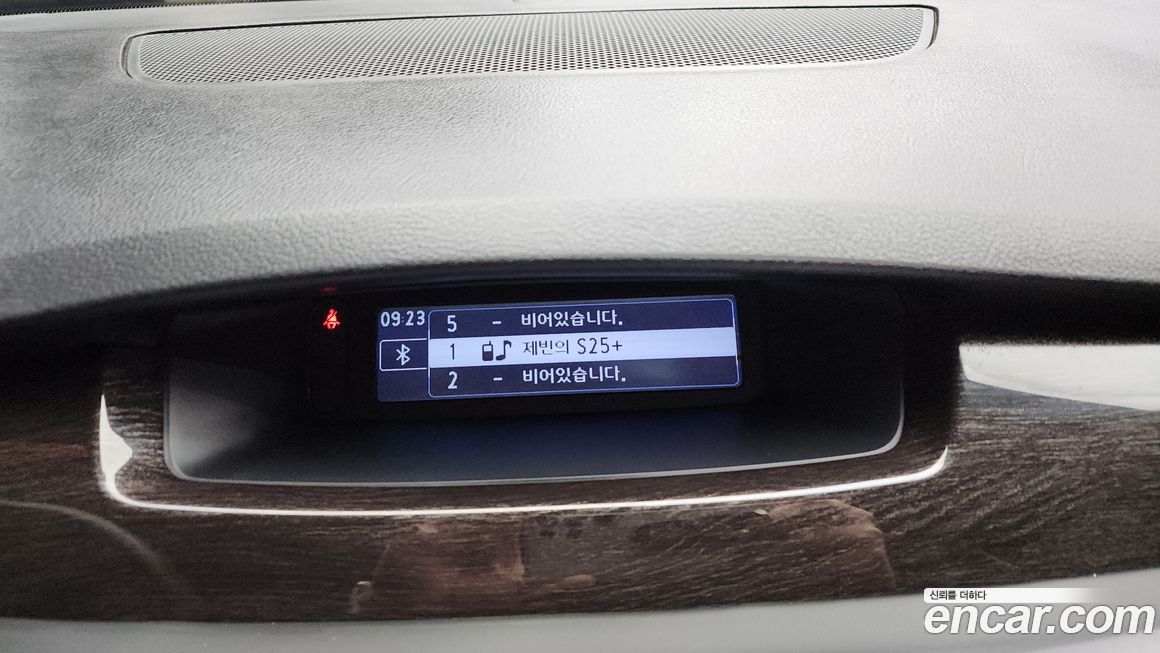 09:23
5 - 비어있습니다.
1 제빈의 S25+
2 - 비어있습니다.
신뢰를 더하다
encar.com